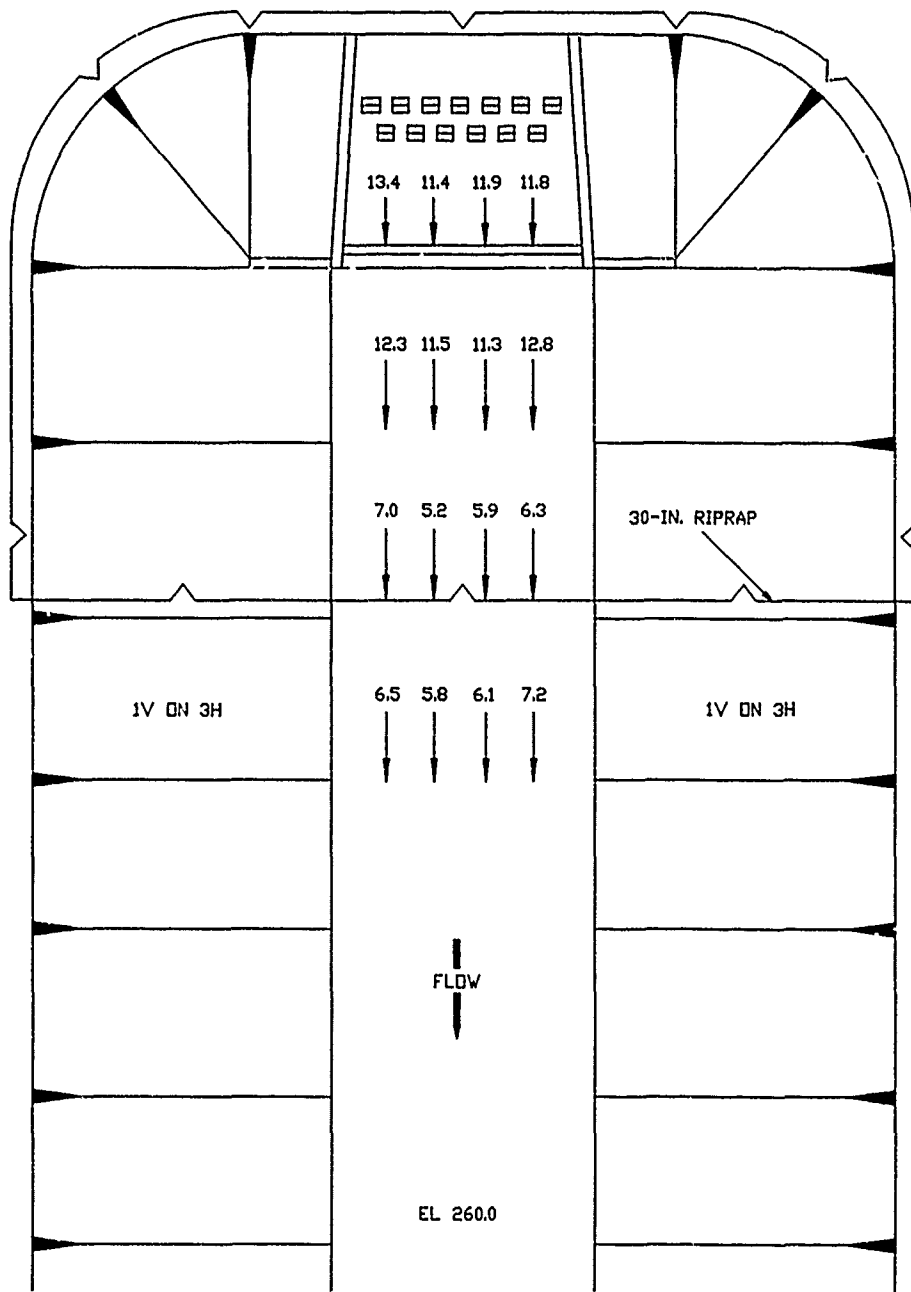 13.4 11.4 11.9 11.8
12.3 11.5 11.3 12.8
7.0 5.2 5.9 6.3
30-IN. RIPRAP
6.5 5.8 6.1 7.2
1V ON 3H
1V ON 3H
FLOW
EL 260.0